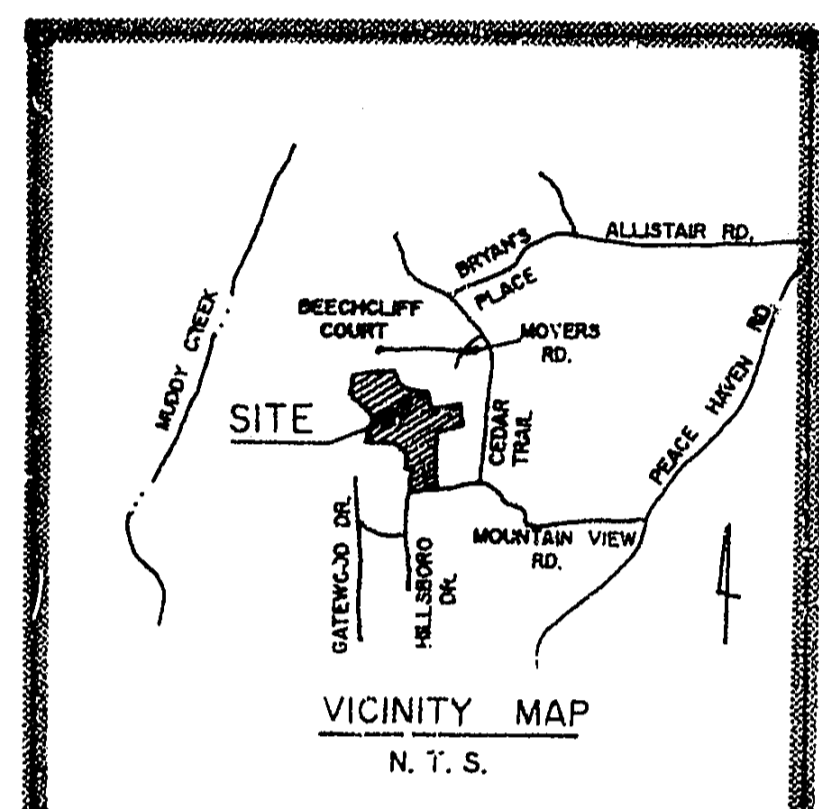 ALLISTAIR RD.
BRYAN'S
PLACE
BEECHCLIFF
COURT
MOYERS
RD.
MUDDY CREEK
PEACE HAVEN RD.
SITE
CEDAR
TRAIL
MOUNTAIN VIEW
RD.
GATEWOOD DR.
HILLSBORO
DR.
VICINITY MAP
N. T. S.